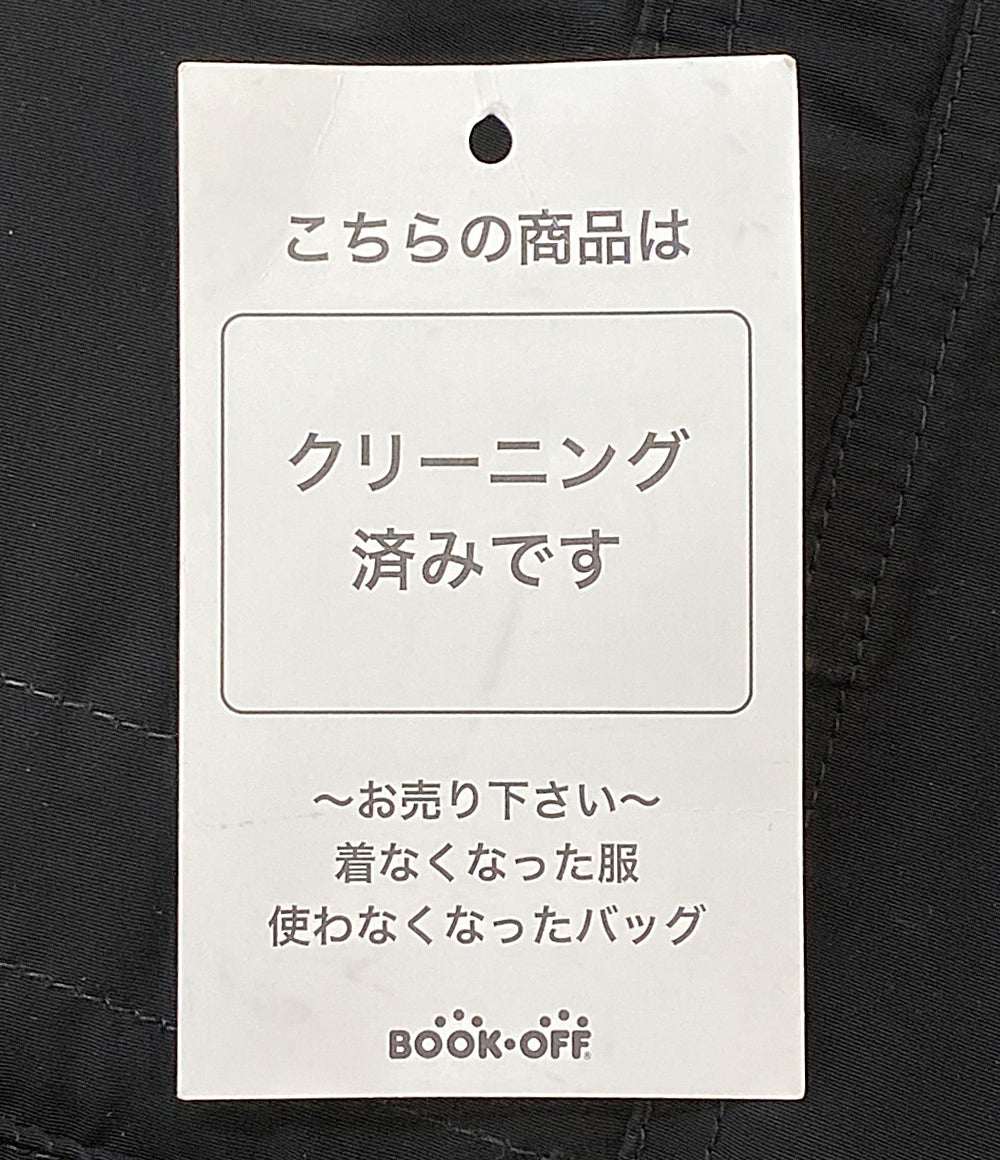 こちらの商品は
クリーニング
済みです
～お売り下さい～
着なくなった服
使わなくなったバッグ
BOOK・OFF®